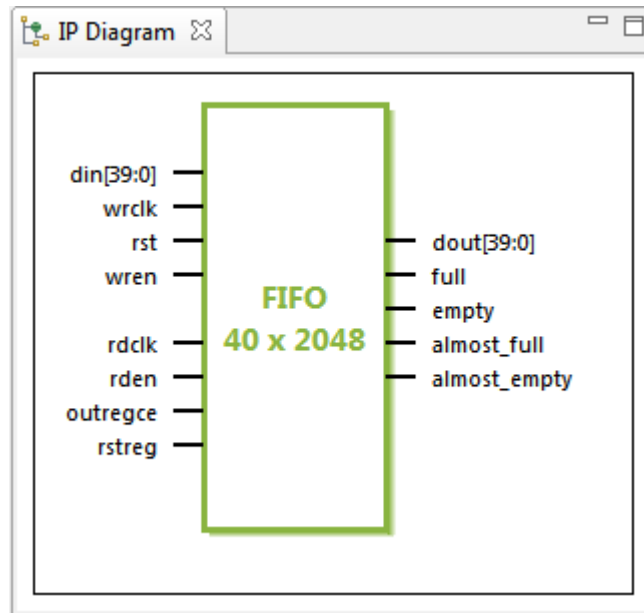 IP Diagram
din[39:0]
wrclk
rst
wren
rdclk
rden
outregce
rstreg
FIFO
40 x 2048
dout[39:0]
full
empty
almost_full
almost_empty